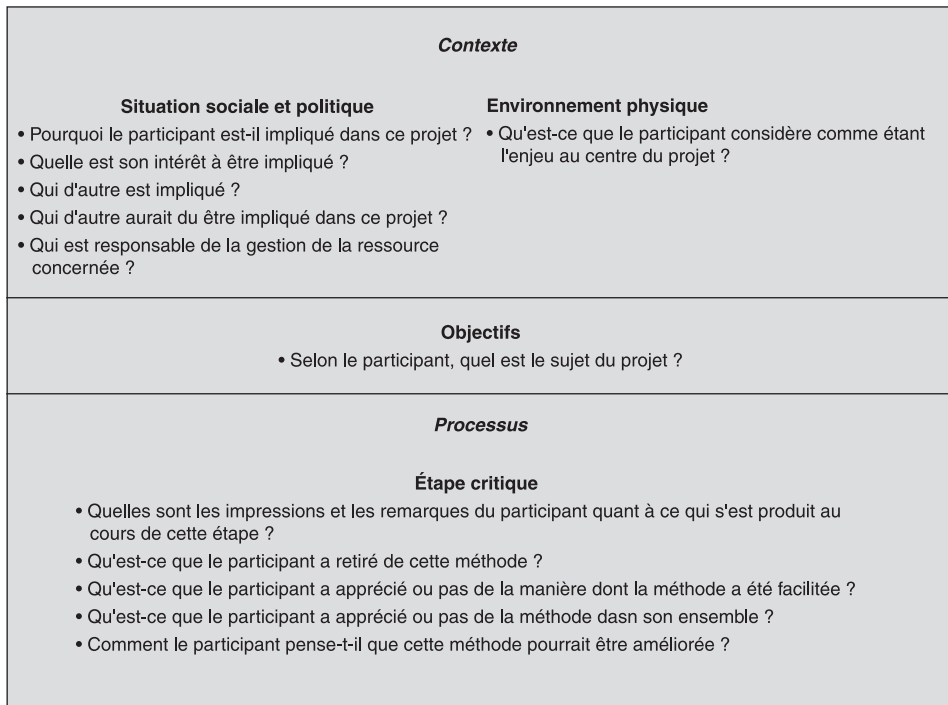 Contexte
Situation sociale et politique
• Pourquoi le participant est-il impliqué dans ce projet ?
• Quelle est son intérêt à être impliqué ?
• Qui d'autre est impliqué ?
• Qui d'autre aurait du être impliqué dans ce projet ?
• Qui est responsable de la gestion de la ressource
concernée ?
Environnement physique
• Qu'est-ce que le participant considère comme étant
l'enjeu au centre du projet ?
Objectifs
• Selon le participant, quel est le sujet du projet ?
Processus
Étape critique
• Quelles sont les impressions et les remarques du participant quant à ce qui s'est produit au
cours de cette étape ?
• Qu'est-ce que le participant a retiré de cette méthode ?
• Qu'est-ce que le participant a apprécié ou pas de la manière dont la méthode a été facilitée ?
• Qu'est-ce que le participant a apprécié ou pas de la méthode dasn son ensemble ?
• Comment le participant pense-t-il que cette méthode pourrait être améliorée ?